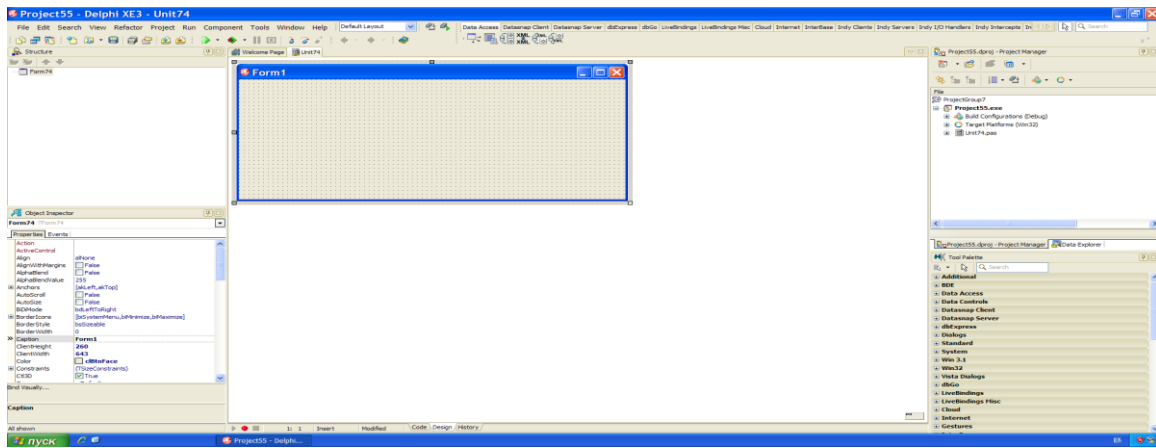 Project55 - Delphi XE3 - Unit74
File Edit Search View Refactor Project Run Component Tools Window Help Default Layout
Data Access Datasnap Client Datasnap Server dbExpress dbGo LiveBindings LiveBindings Misc Cloud Internet InterBase Indy Clients Indy Servers Indy I/O Handlers Indy Intercepts In Search
Structure
Form74
Welcome Page Unit74
Form1
Project55.dproj - Project Manager
File
ProjectGroup7
Project55.exe
Build Configurations (Debug)
Target Platforms (Win32)
Unit74.pas
Object Inspector
Form74 TForm74
Properties Events
Action
ActiveControl
Align alNone
AlignWithMargins False
AlphaBlend False
AlphaBlendValue 255
Anchors [akLeft,akTop]
AutoScroll False
AutoSize False
BiDiMode bdLeftToRight
BorderIcons [biSystemMenu,biMinimize,biMaximize]
BorderStyle bsSizeable
BorderWidth 0
Caption Form1
ClientHeight 260
ClientWidth 643
Color clBtnFace
Constraints (TSizeConstraints)
Ctl3D True
Bind Visually...
Caption
All shown
1: 1 Insert Modified Code Design History
Project55.dproj - Project Manager Data Explorer
Tool Palette
Search
Additional
BDE
Data Access
Data Controls
Datasnap Client
Datasnap Server
dbExpress
Dialogs
Standard
System
Win 3.1
Win32
Vista Dialogs
dbGo
LiveBindings
LiveBindings Misc
Cloud
Internet
Gestures
пуск
Project55 - Delphi...